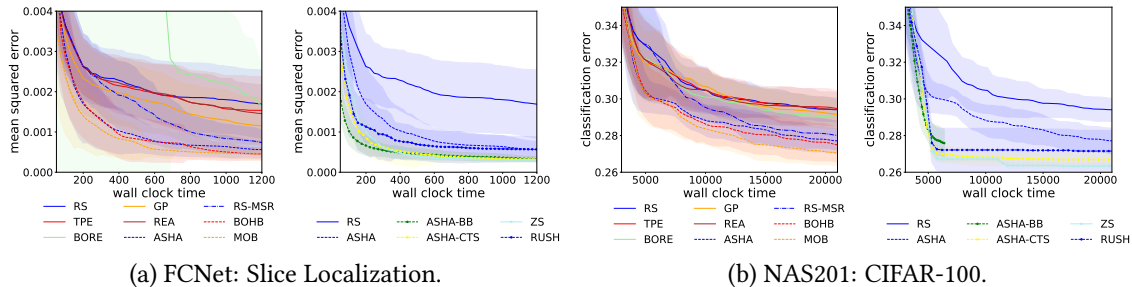 0.004
0.003
0.002
0.001
0.000
mean squared error
200 400 600 800 1000 1200
wall clock time
RS GP RS-MSR
TPE REA BOHB
BORE ASHA MOB
0.004
0.003
0.002
0.001
0.000
mean squared error
200 400 600 800 1000 1200
wall clock time
RS ASHA-BB ZS
ASHA ASHA-CTS RUSH
(a) FCNet: Slice Localization.
0.34
0.32
0.30
0.28
0.26
classification error
5000 10000 15000 20000
wall clock time
RS GP RS-MSR
TPE REA BOHB
BORE ASHA MOB
0.34
0.32
0.30
0.28
0.26
classification error
5000 10000 15000 20000
wall clock time
RS ASHA-BB ZS
ASHA ASHA-CTS RUSH
(b) NAS201: CIFAR-100.